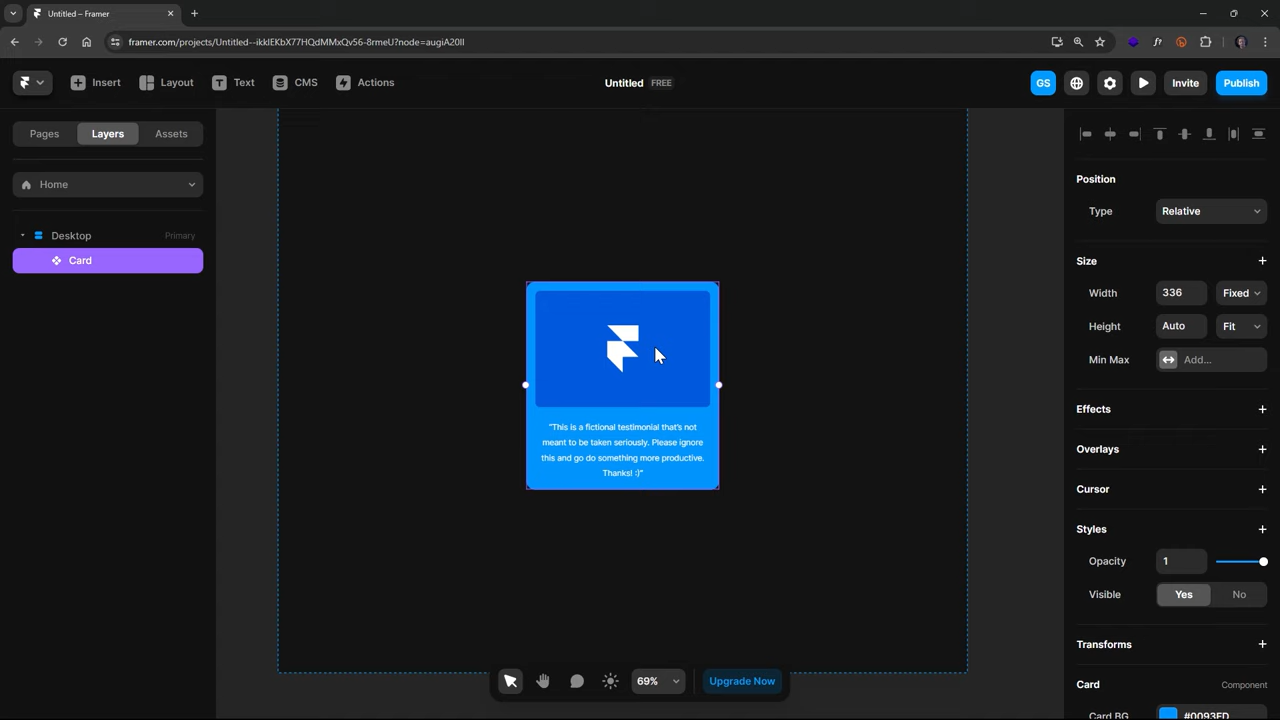 Untitled – Framer
framer.com/projects/Untitled--ikklEKbX77HQdMMxQv56-8rmeU?node=augiA20Il
Insert
Layout
Text
CMS
Actions
Untitled
FREE
GS
Invite
Publish
Pages
Layers
Assets
Home
Desktop
Primary
Card
"This is a fictional testimonial that's not
meant to be taken seriously. Please ignore
this and go do something more productive.
Thanks! :)"
Position
Type
Relative
Size
Width
336
Fixed
Height
Auto
Fit
Min Max
Add...
Effects
Overlays
Cursor
Styles
Opacity
1
Visible
Yes
No
Transforms
Card
Component
Card BG
#0093FD
69%
Upgrade Now